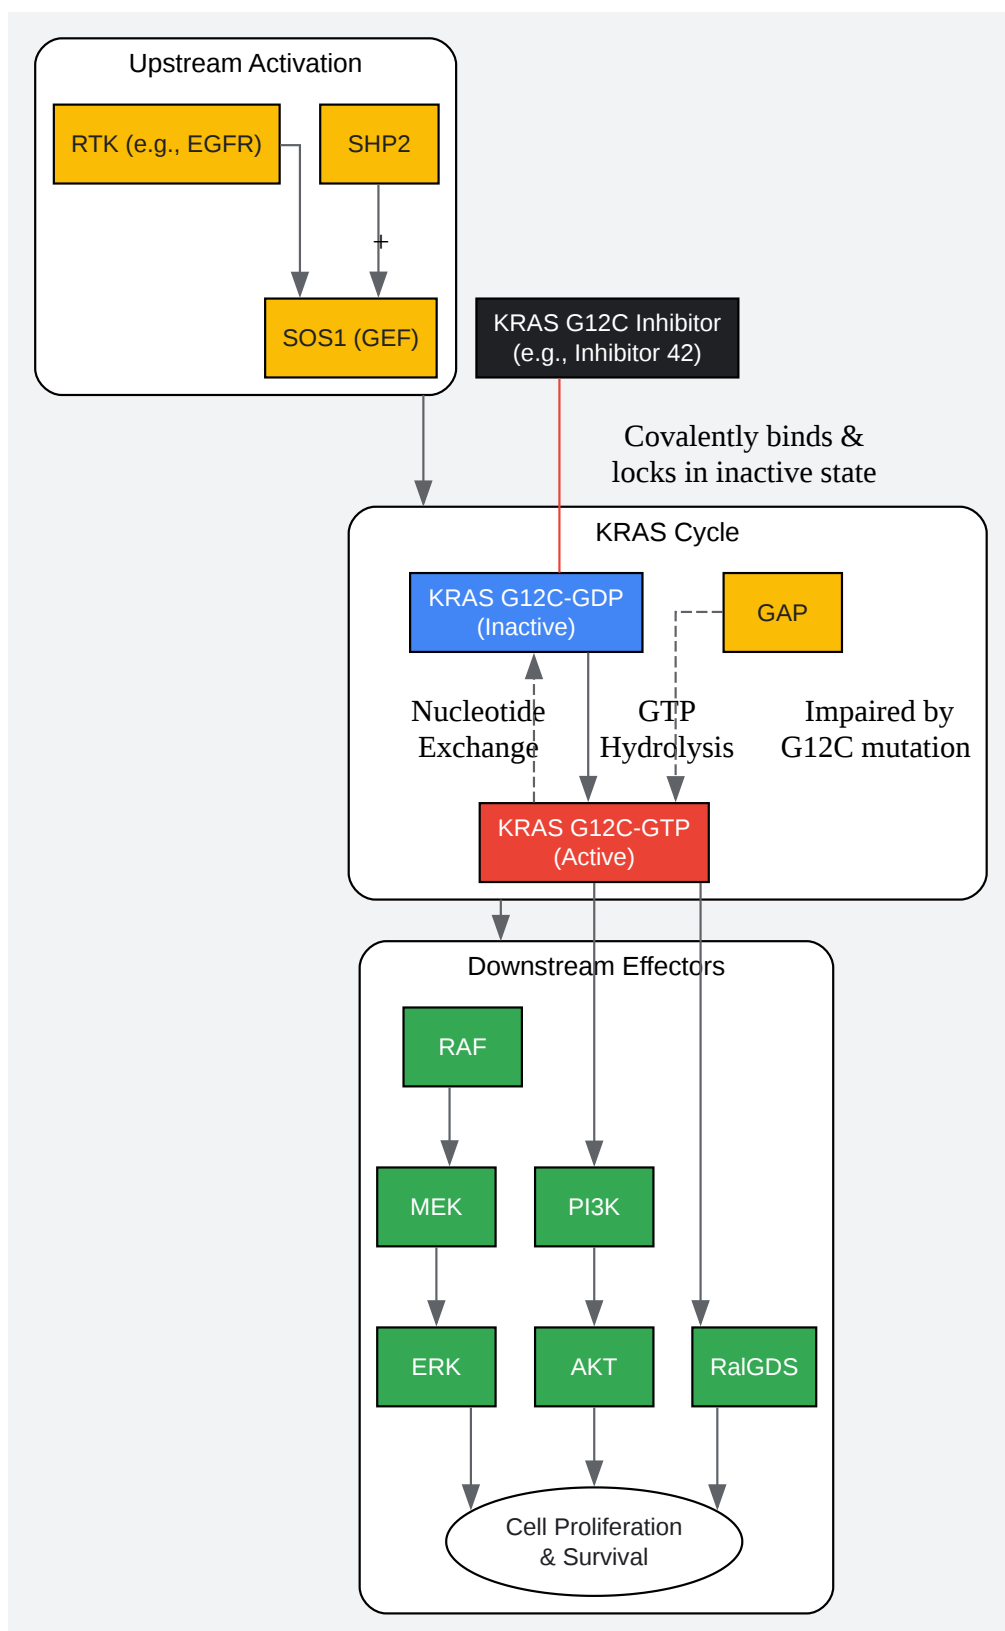 Upstream Activation
RTK (e.g., EGFR)
SHP2
+
SOS1 (GEF)
KRAS G12C Inhibitor
(e.g., Inhibitor 42)
Covalently binds &
locks in inactive state
KRAS Cycle
KRAS G12C-GDP
(Inactive)
GAP
Nucleotide
Exchange
GTP
Hydrolysis
Impaired by
G12C mutation
KRAS G12C-GTP
(Active)
Downstream Effectors
RAF
MEK
PI3K
ERK
AKT
RalGDS
Cell Proliferation
& Survival